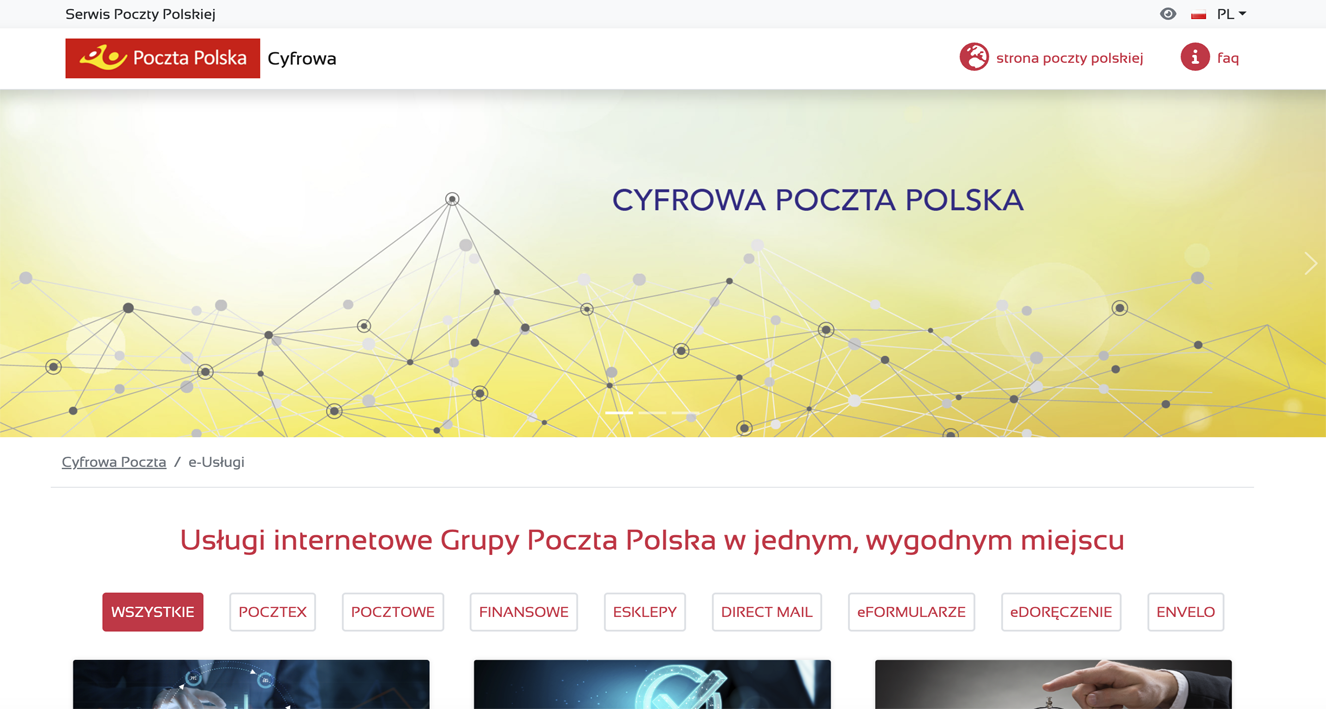 Serwis Poczty Polskiej
PL
Poczta Polska Cyfrowa
strona poczty polskiej
faq
CYFROWA POCZTA POLSKA
Cyfrowa Poczta / e-Usługi
Usługi internetowe Grupy Poczta Polska w jednym, wygodnym miejscu
WSZYSTKIE POCZTEX POCZTOWE FINANSOWE ESKLEPY DIRECT MAIL eFORMULARZE eDORĘCZENIE ENVELO